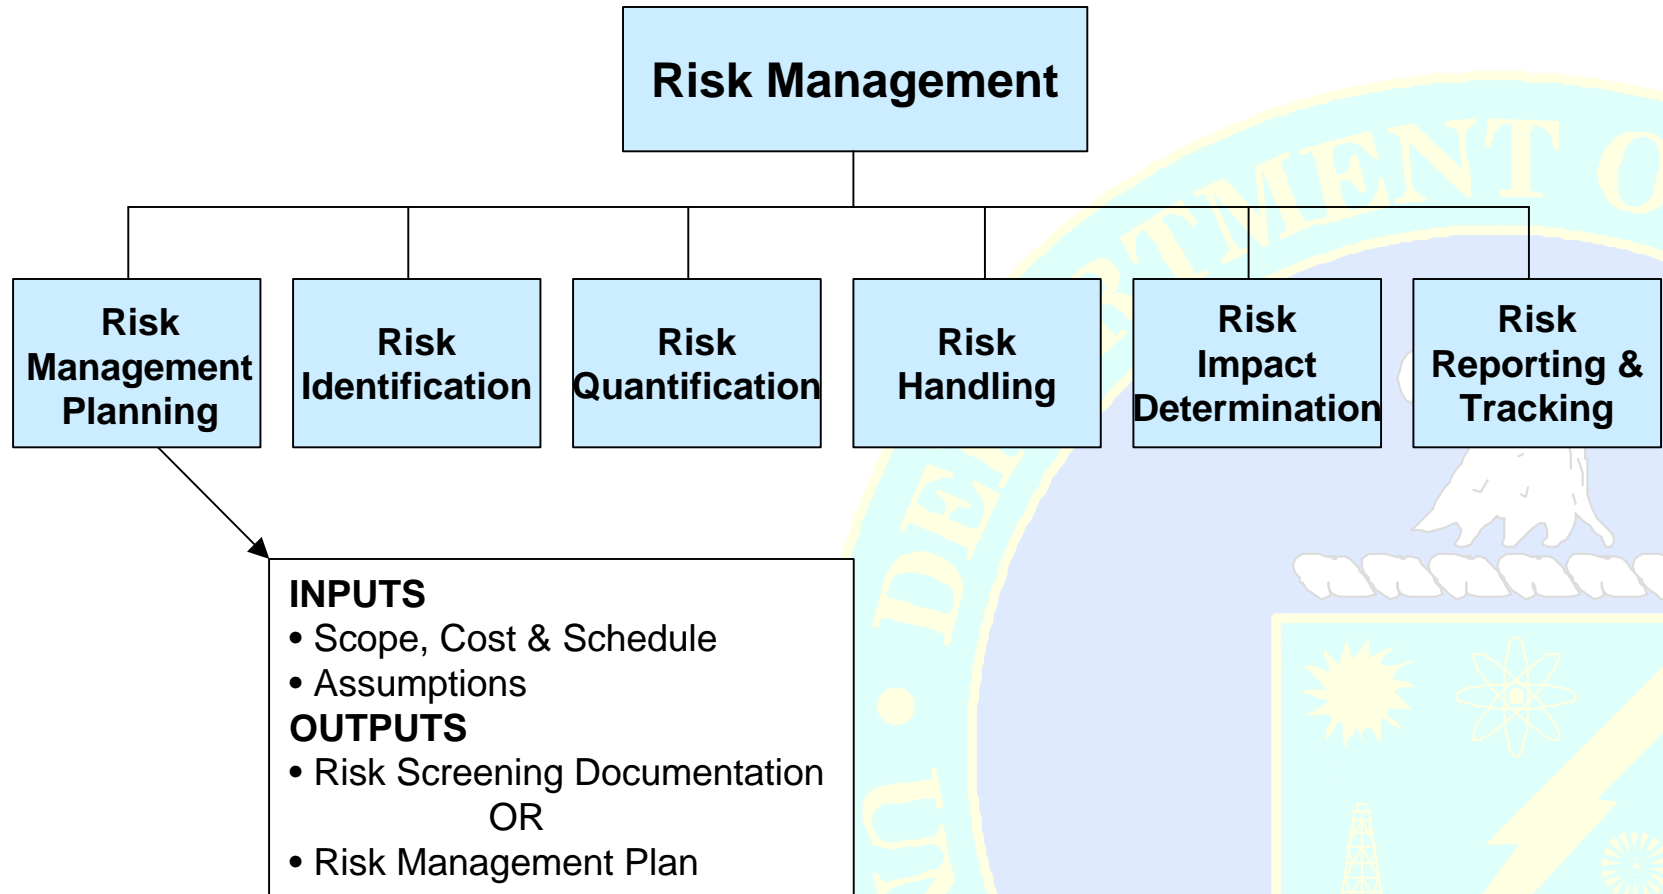 Risk Management
Risk
Management
Planning
Risk
Identification
Risk
Quantification
Risk
Handling
Risk
Impact
Determination
Risk
Reporting &
Tracking
INPUTS
• Scope, Cost & Schedule
• Assumptions
OUTPUTS
• Risk Screening Documentation
OR
• Risk Management Plan